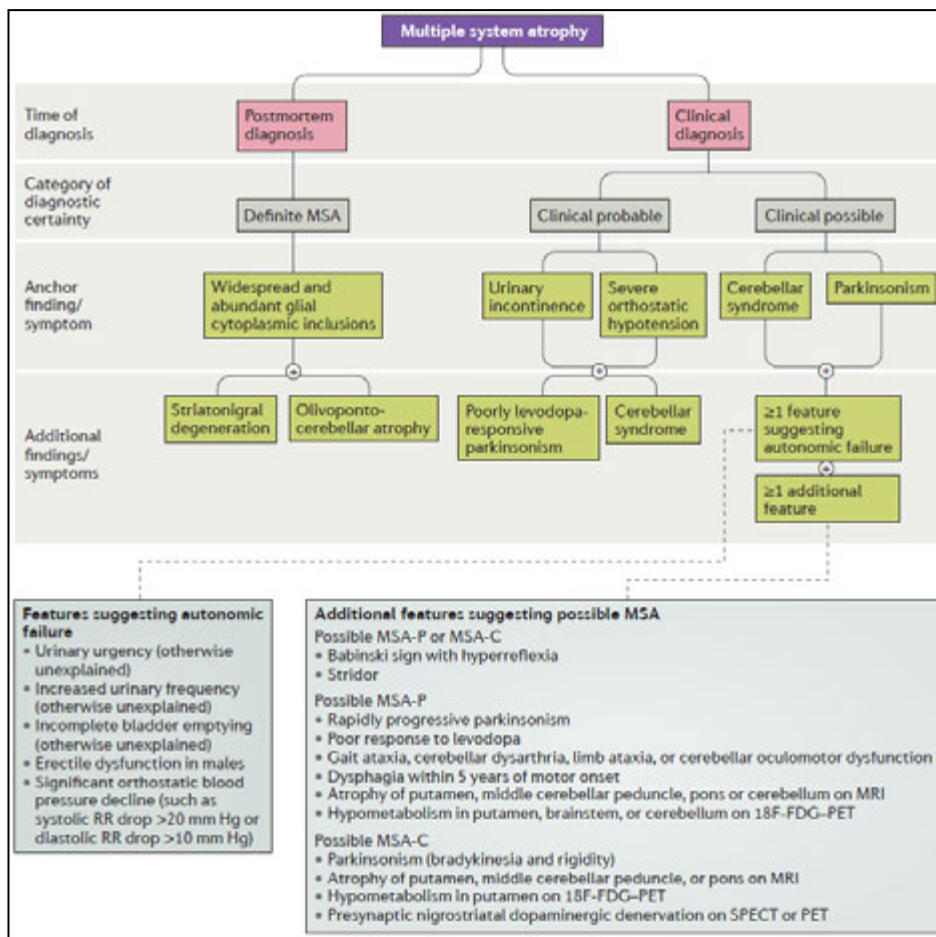 Multiple system atrophy
Time of
diagnosis
Postmortem
diagnosis
Clinical
diagnosis
Category of
diagnostic
certainty
Definite MSA
Clinical probable
Clinical possible
Anchor
finding/
symptom
Widespread and
abundant glial
cytoplasmic inclusions
Urinary
incontinence
Severe
orthostatic
hypotension
Cerebellar
syndrome
Parkinsonism
+
+
+
Additional
findings/
symptoms
Striatonigral
degeneration
Olivoponto-
cerebellar atrophy
Poorly levodopa-
responsive
parkinsonism
Cerebellar
syndrome
≥1 feature
suggesting
autonomic failure
+
≥1 additional
feature
Features suggesting autonomic
failure
• Urinary urgency (otherwise
unexplained)
• Increased urinary frequency
(otherwise unexplained)
• Incomplete bladder emptying
(otherwise unexplained)
• Erectile dysfunction in males
• Significant orthostatic blood
pressure decline (such as
systolic RR drop >20 mm Hg or
diastolic RR drop >10 mm Hg)
Additional features suggesting possible MSA
Possible MSA-P or MSA-C
• Babinski sign with hyperreflexia
• Stridor
Possible MSA-P
• Rapidly progressive parkinsonism
• Poor response to levodopa
• Gait ataxia, cerebellar dysarthria, limb ataxia, or cerebellar oculomotor dysfunction
• Dysphagia within 5 years of motor onset
• Atrophy of putamen, middle cerebellar peduncle, pons or cerebellum on MRI
• Hypometabolism in putamen, brainstem, or cerebellum on 18F-FDG–PET
Possible MSA-C
• Parkinsonism (bradykinesia and rigidity)
• Atrophy of putamen, middle cerebellar peduncle, or pons on MRI
• Hypometabolism in putamen on 18F-FDG–PET
• Presynaptic nigrostriatal dopaminergic denervation on SPECT or PET